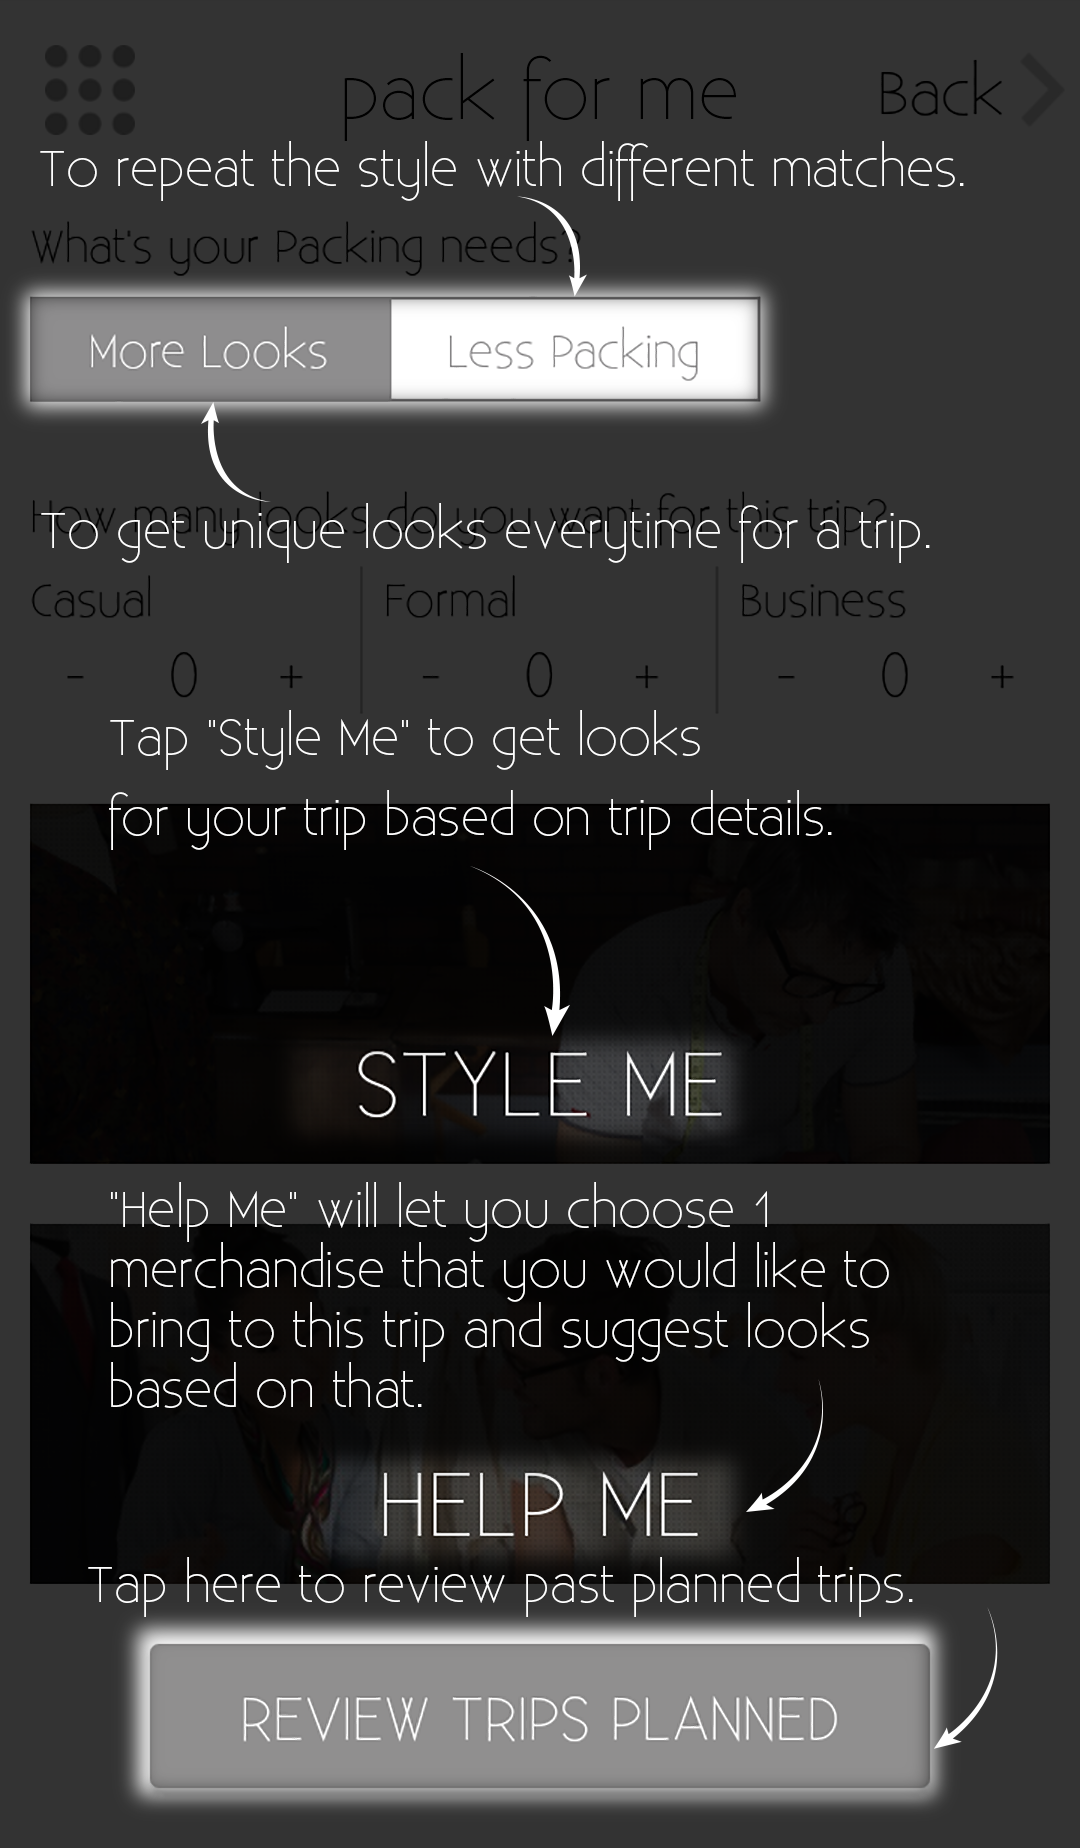 pack for me
Back
To repeat the style with different matches.
What's your Packing needs?
More Looks
Less Packing
How many looks do you want for this trip?
To get unique looks everytime for a trip.
Casual
Formal
Business
- 0 +
- 0 +
- 0 +
Tap "Style Me" to get looks
for your trip based on trip details.
STYLE ME
"Help Me" will let you choose 1
merchandise that you would like to
bring to this trip and suggest looks
based on that.
HELP ME
Tap here to review past planned trips.
REVIEW TRIPS PLANNED